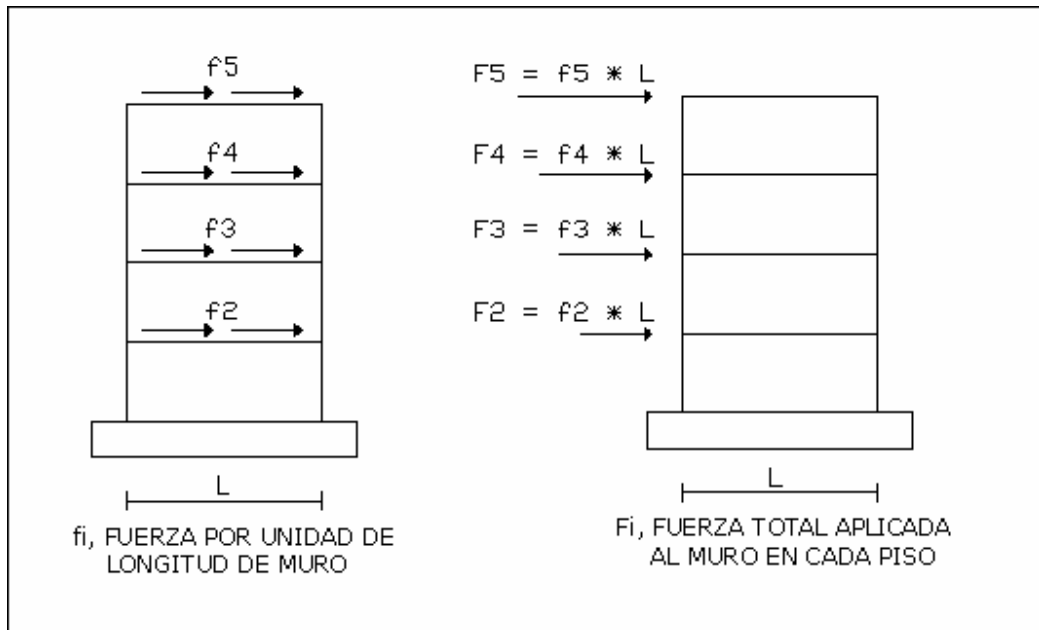 f5
f4
f3
f2
L
fi, FUERZA POR UNIDAD DE
LONGITUD DE MURO
F5 = f5 * L
F4 = f4 * L
F3 = f3 * L
F2 = f2 * L
L
Fi, FUERZA TOTAL APLICADA
AL MURO EN CADA PISO